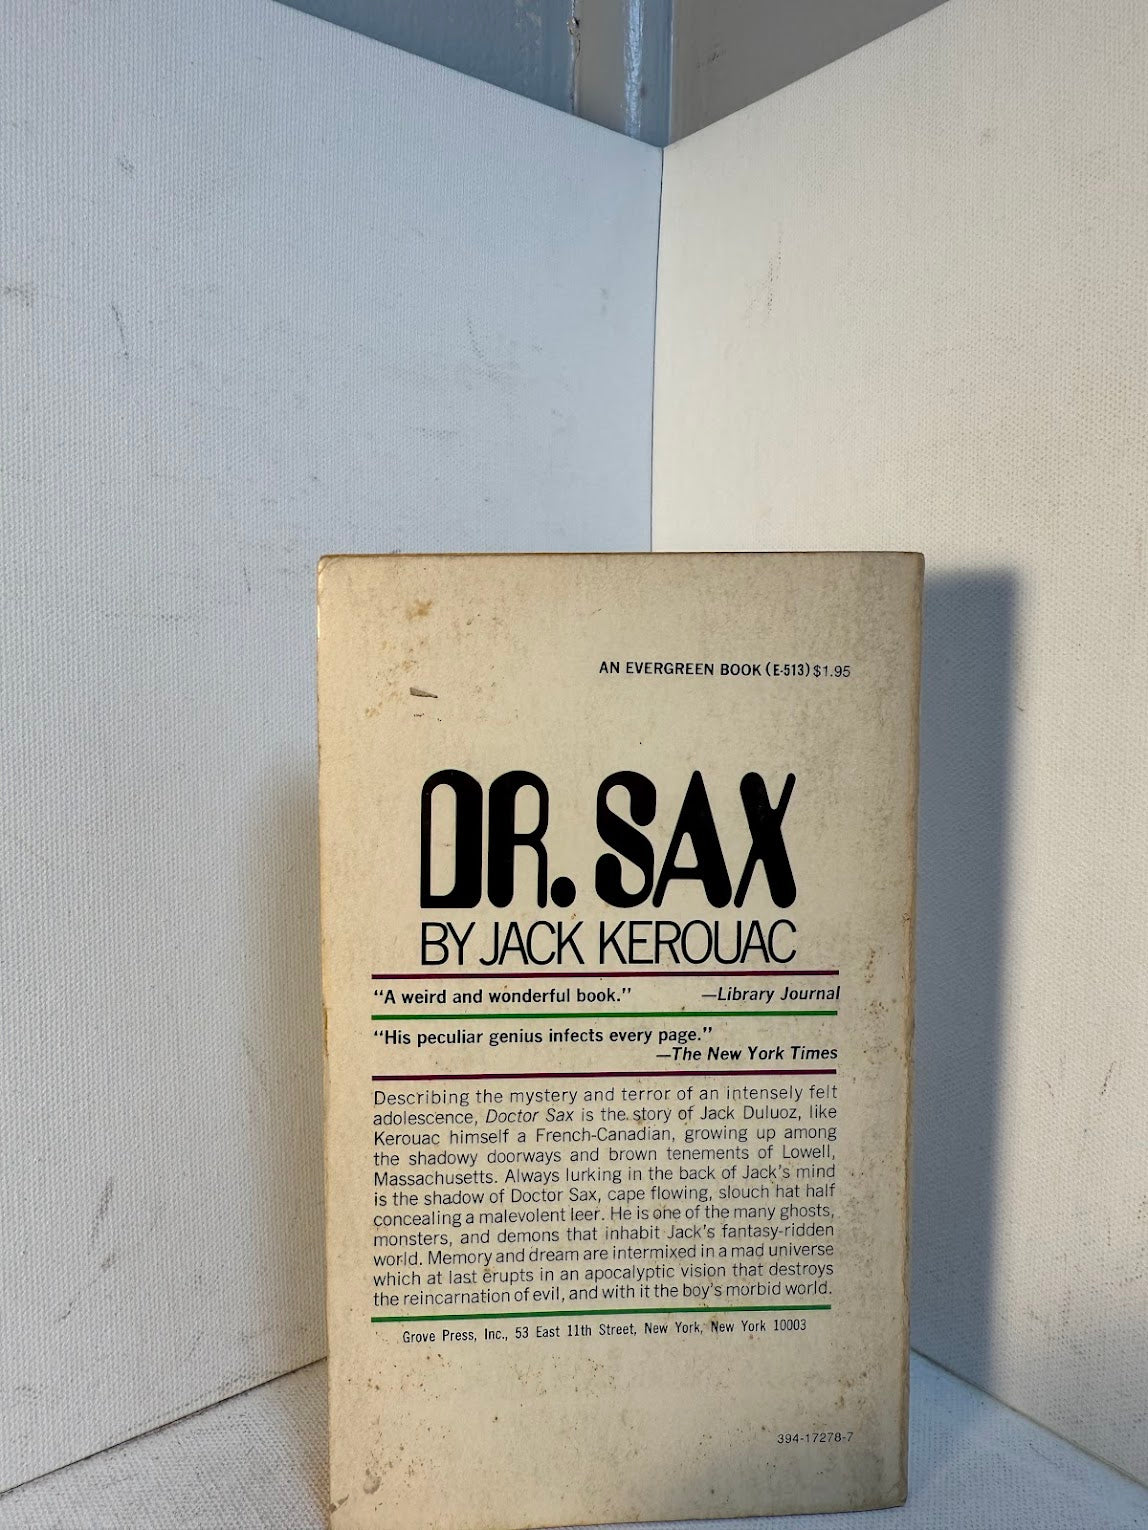 AN EVERGREEN BOOK (E-513) $1.95
DR. SAX
BY JACK KEROUAC
"A weird and wonderful book." —Library Journal
"His peculiar genius infects every page."
—The New York Times
Describing the mystery and terror of an intensely felt
adolescence, Doctor Sax is the story of Jack Duluoz, like
Kerouac himself a French-Canadian, growing up among
the shadowy doorways and brown tenements of Lowell,
Massachusetts. Always lurking in the back of Jack's mind
is the shadow of Doctor Sax, cape flowing, slouch hat half
concealing a malevolent leer. He is one of the many ghosts,
monsters, and demons that inhabit Jack's fantasy-ridden
world. Memory and dream are intermixed in a mad universe
which at last erupts in an apocalyptic vision that destroys
the reincarnation of evil, and with it the boy's morbid world.
Grove Press, Inc., 53 East 11th Street, New York, New York 10003
394-17278-7